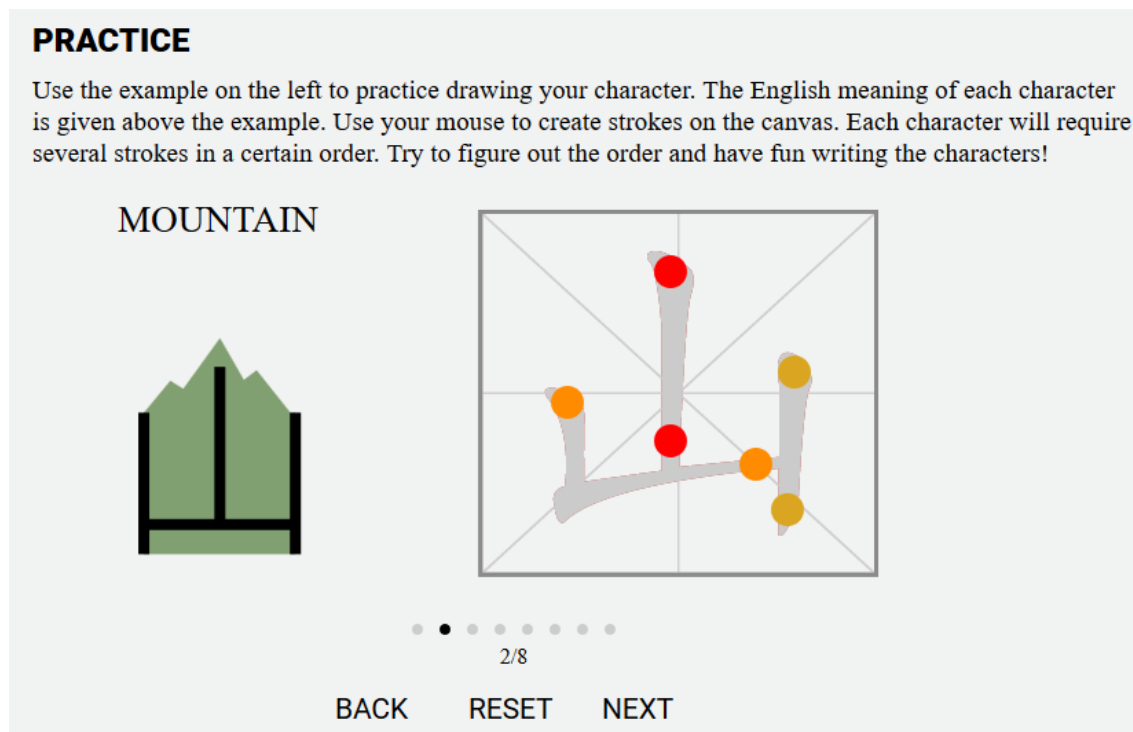 PRACTICE
Use the example on the left to practice drawing your character. The English meaning of each character
is given above the example. Use your mouse to create strokes on the canvas. Each character will require
several strokes in a certain order. Try to figure out the order and have fun writing the characters!
MOUNTAIN
山
2/8
BACK RESET NEXT